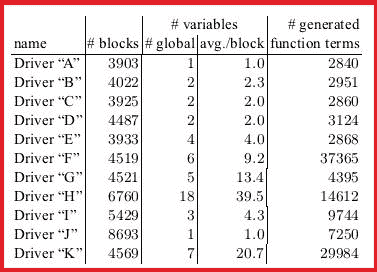 # variables # generated
name # blocks # global avg./block function terms
Driver “A” 3903 1 1.0 2840
Driver “B” 4022 2 2.3 2951
Driver “C” 3925 2 2.0 2860
Driver “D” 4487 2 2.0 3124
Driver “E” 3933 4 4.0 2868
Driver “F” 4519 6 9.2 37365
Driver “G” 4521 5 13.4 4395
Driver “H” 6760 18 39.5 14612
Driver “I” 5429 3 4.3 9744
Driver “J” 8693 1 1.0 7250
Driver “K” 4569 7 20.7 29984